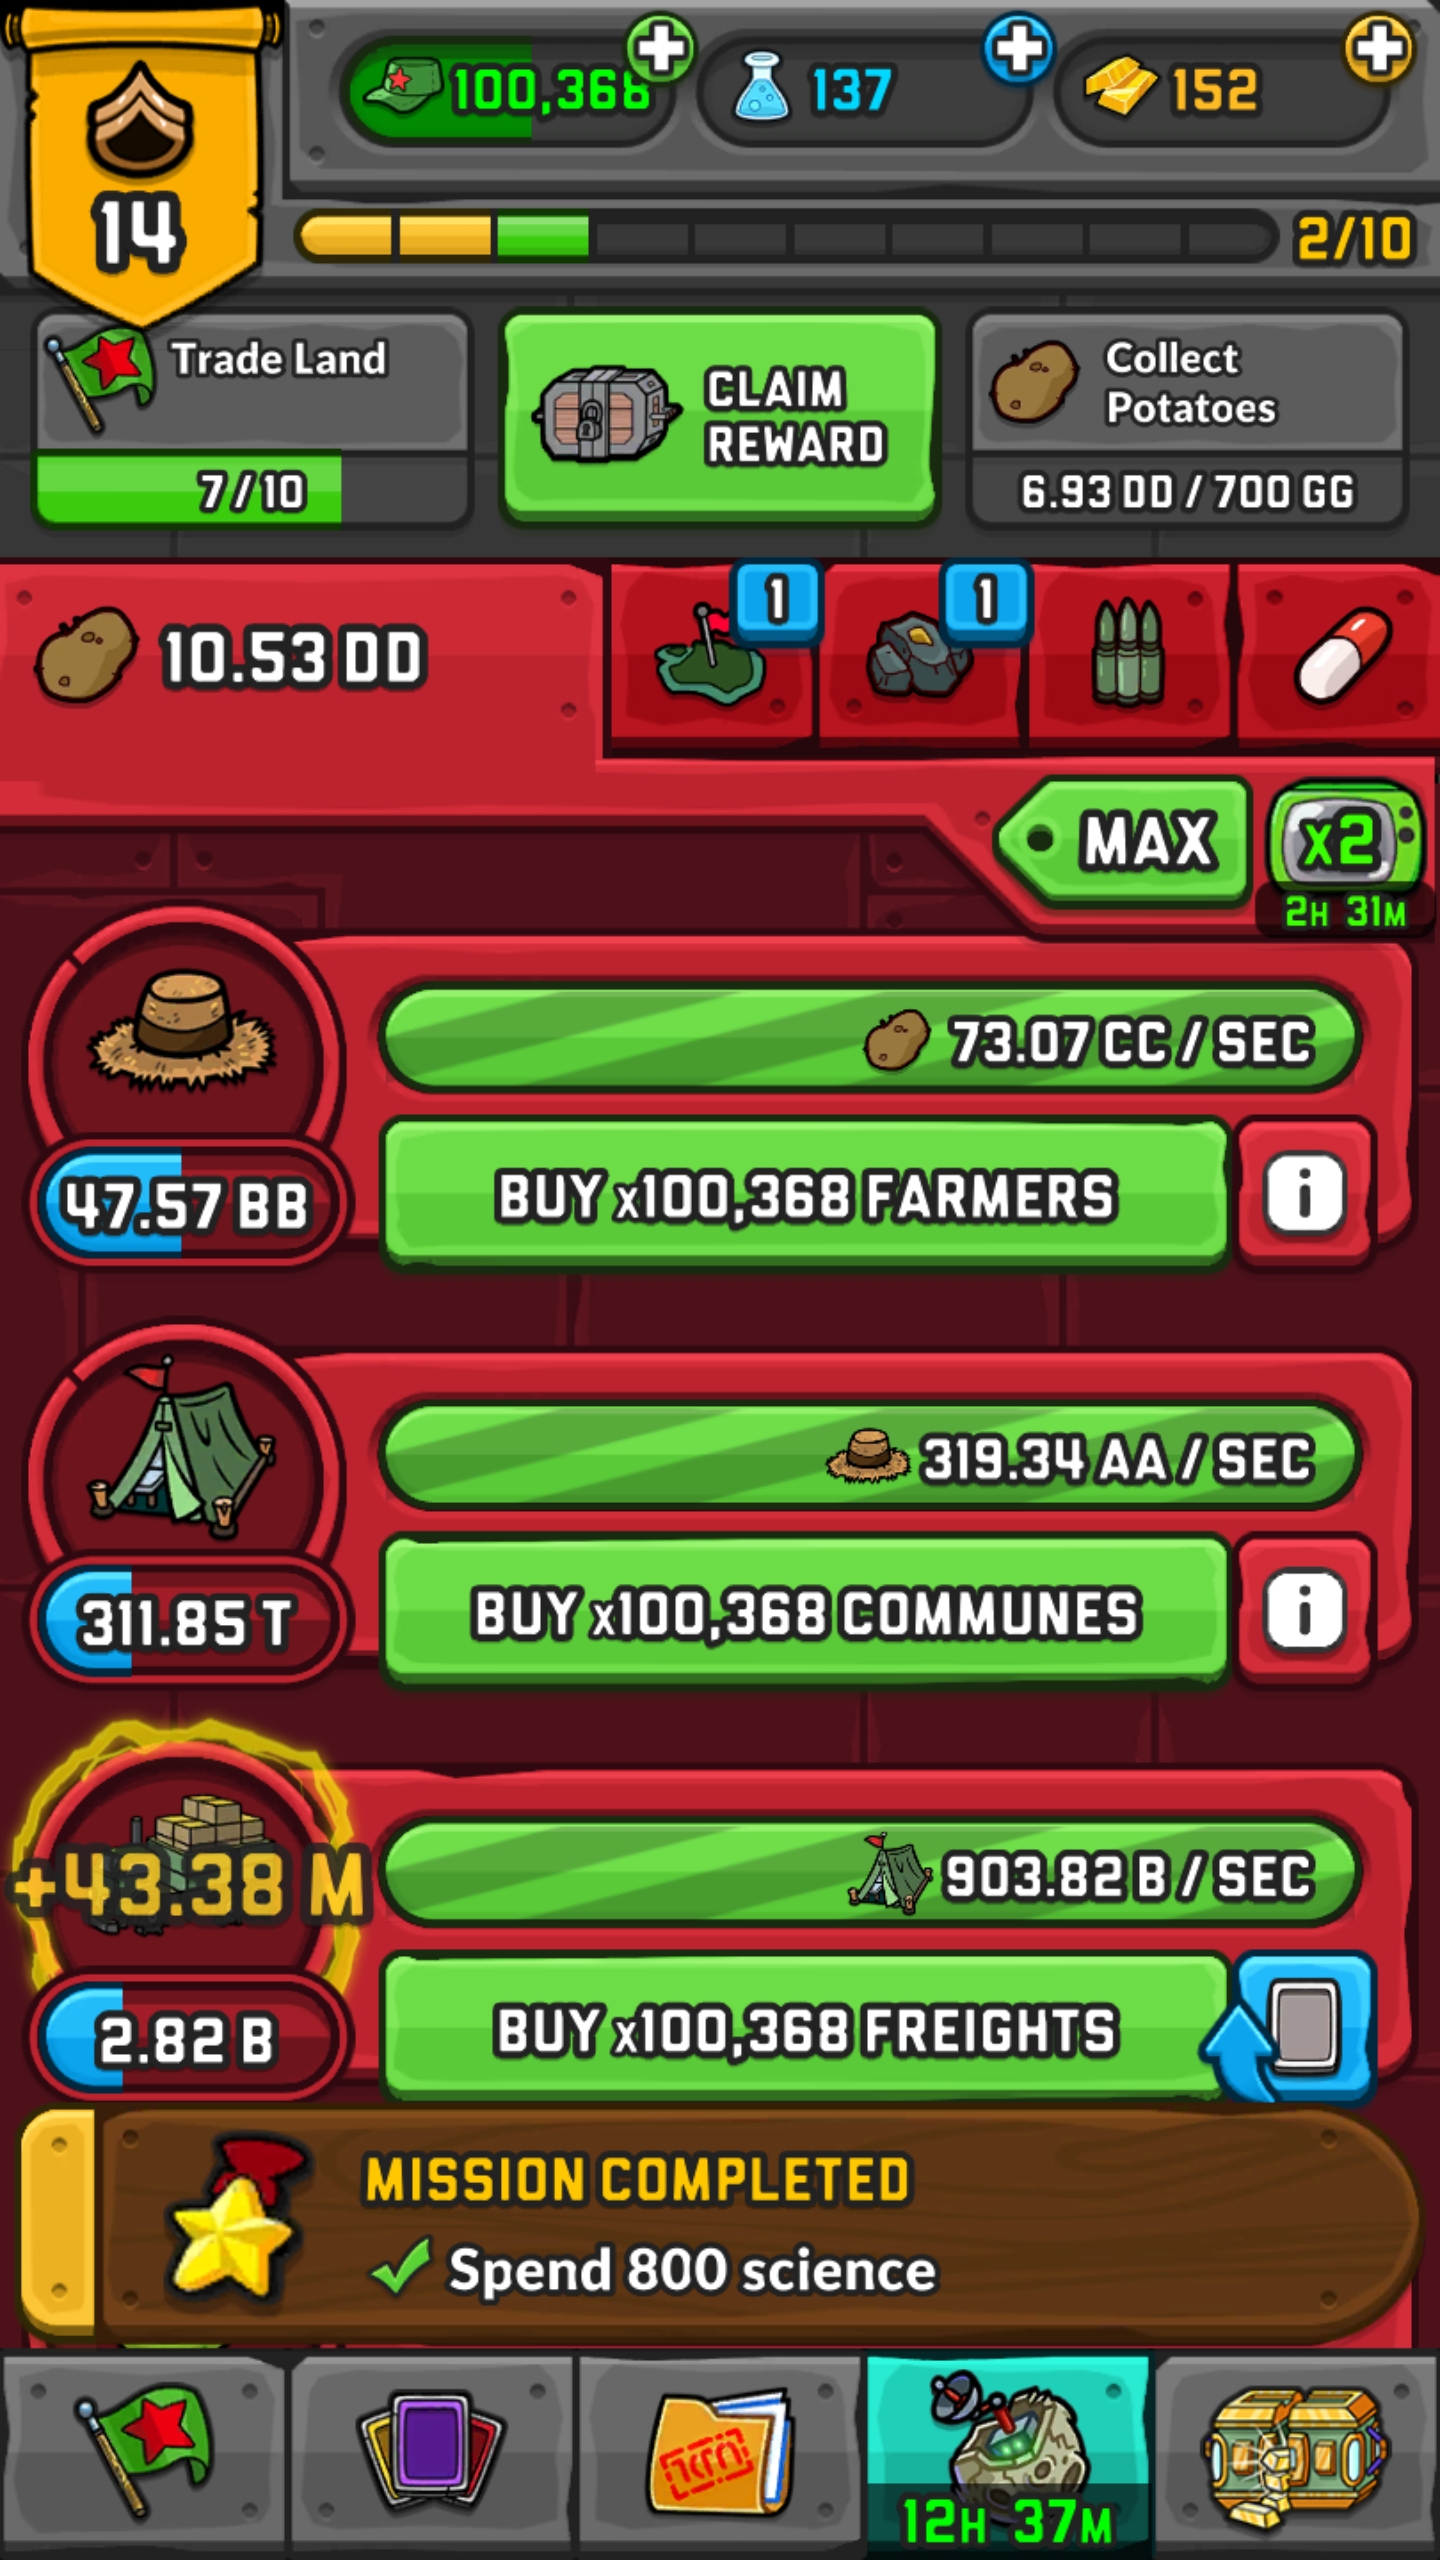 100,368
137
152
14
2/10
Trade Land
7/10
CLAIM
REWARD
Collect
Potatoes
6.93 DD / 700 GG
10.53 DD
1
1
MAX
x2
2H 31M
73.07 CC / SEC
47.57 BB
BUY x100,368 FARMERS
i
319.34 AA / SEC
311.85 T
BUY x100,368 COMMUNES
i
+43.38 M
903.82 B / SEC
2.82 B
BUY x100,368 FREIGHTS
MISSION COMPLETED
Spend 800 science
12H 37M